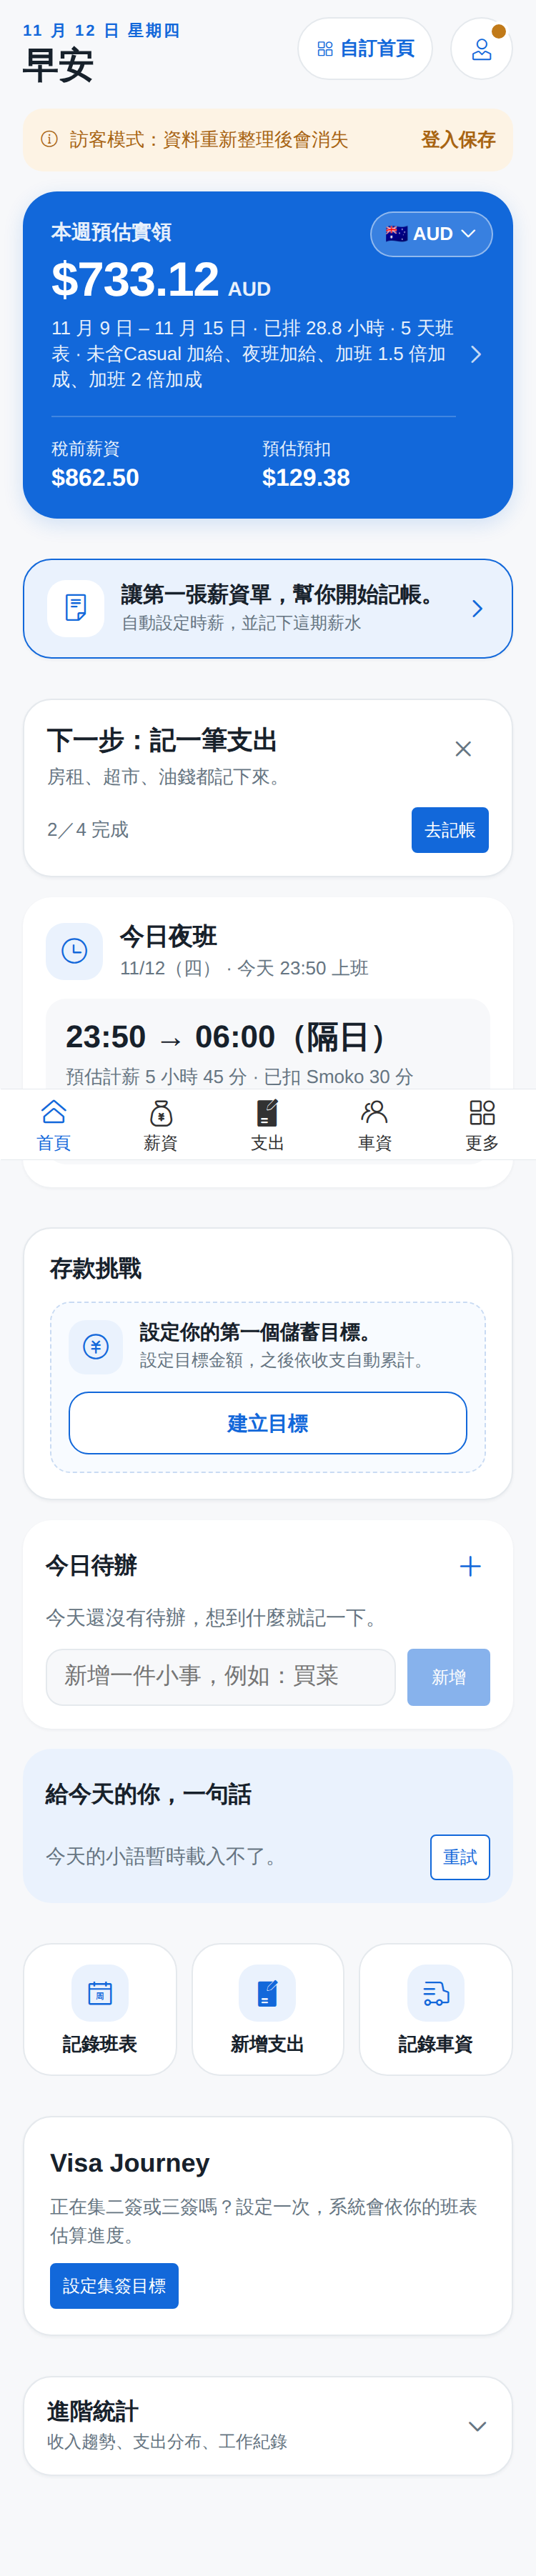 11 月 12 日 星期四
早安
自訂首頁
訪客模式：資料重新整理後會消失
登入保存
本週預估實領
AUD
$733.12 AUD
11 月 9 日 – 11 月 15 日 · 已排 28.8 小時 · 5 天班
表 · 未含Casual 加給、夜班加給、加班 1.5 倍加
成、加班 2 倍加成
稅前薪資
預估預扣
$862.50
$129.38
讓第一張薪資單，幫你開始記帳。
自動設定時薪，並記下這期薪水
下一步：記一筆支出
房租、超市、油錢都記下來。
2／4 完成
去記帳
今日夜班
11/12（四） · 今天 23:50 上班
23:50 → 06:00（隔日）
預估計薪 5 小時 45 分 · 已扣 Smoko 30 分
首頁
薪資
支出
車資
更多
存款挑戰
設定你的第一個儲蓄目標。
設定目標金額，之後依收支自動累計。
建立目標
今日待辦
今天還沒有待辦，想到什麼就記一下。
新增一件小事，例如：買菜
新增
給今天的你，一句話
今天的小語暫時載入不了。
重試
周
記錄班表
新增支出
記錄車資
Visa Journey
正在集二簽或三簽嗎？設定一次，系統會依你的班表
估算進度。
設定集簽目標
進階統計
收入趨勢、支出分布、工作紀錄